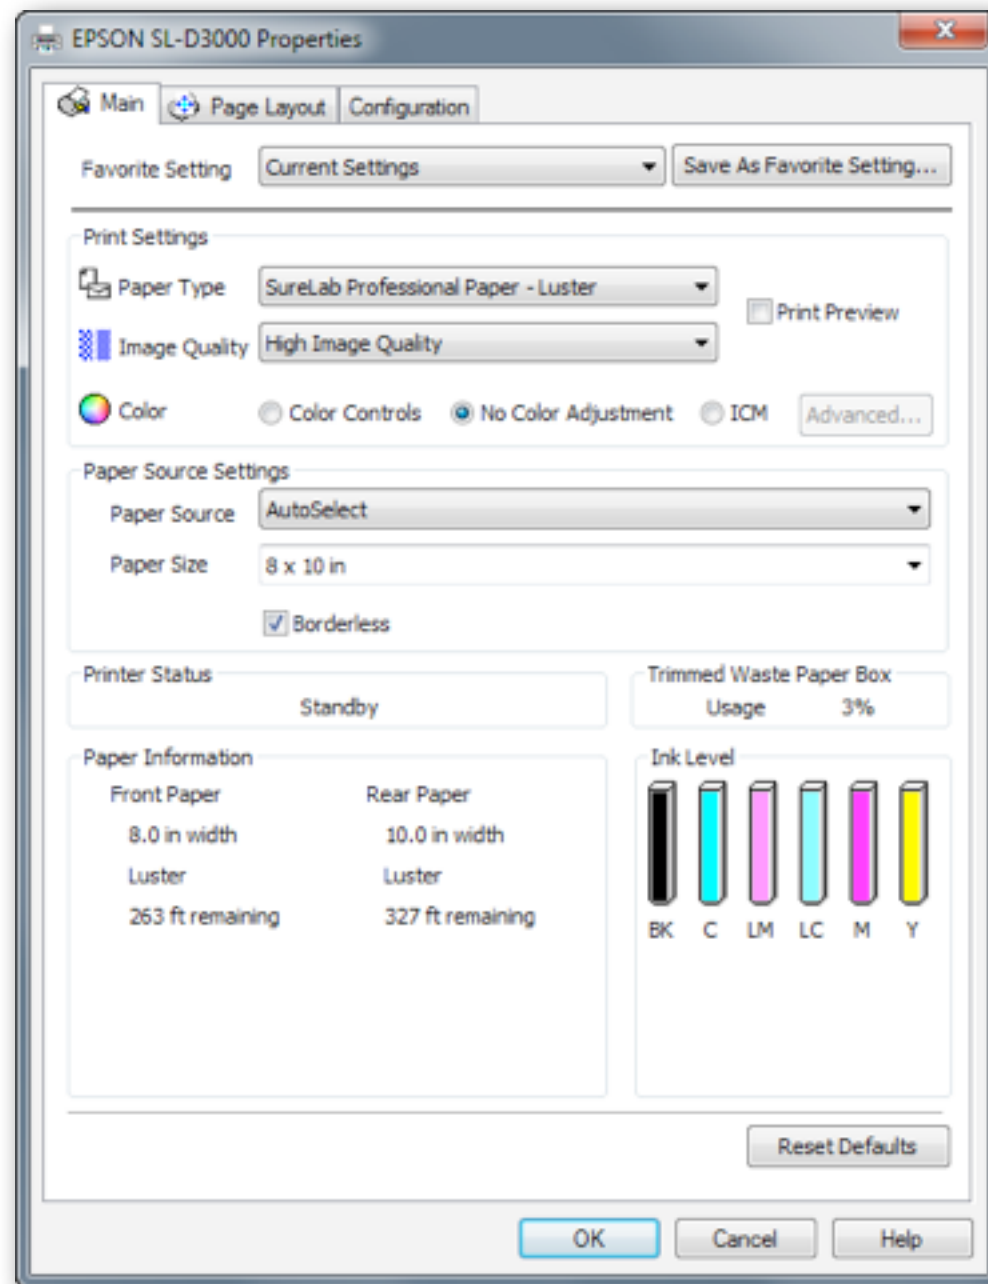 EPSON SL-D3000 Properties
Main Page Layout Configuration
Favorite Setting Current Settings Save As Favorite Setting...
Print Settings
Paper Type SureLab Professional Paper - Luster
Print Preview
Image Quality High Image Quality
Color Color Controls No Color Adjustment ICM Advanced...
Paper Source Settings
Paper Source AutoSelect
Paper Size 8 x 10 in
Borderless
Printer Status Trimmed Waste Paper Box
Standby Usage 3%
Paper Information Ink Level
Front Paper Rear Paper
8.0 in width 10.0 in width
Luster Luster
263 ft remaining 327 ft remaining
BK C LM LC M Y
Reset Defaults
OK Cancel Help